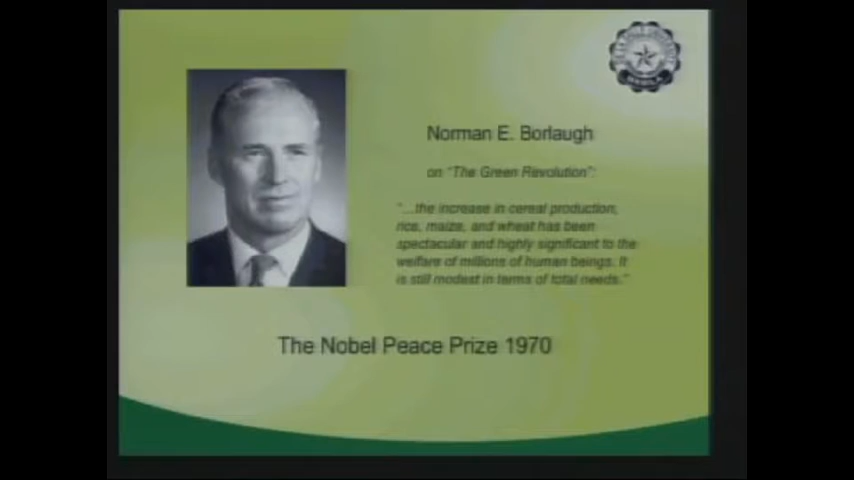 Norman E. Borlaugh
on "The Green Revolution":
"...the increase in cereal production,
rice, maize, and wheat has been
spectacular and highly significant to the
welfare of millions of human beings. It
is still modest in terms of total needs."
The Nobel Peace Prize 1970